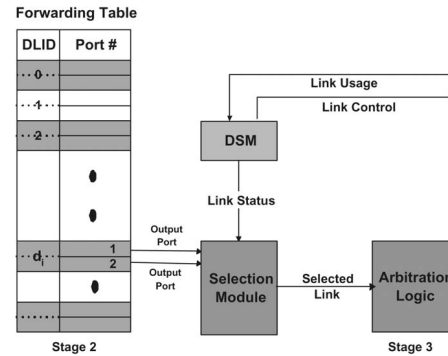 Forwarding Table
DLID Port #
0
1
2
Link Usage
Link Control
DSM
Link Status
d_i
1
2
Output
Port
Output
Port
Selection
Module
Selected
Link
Arbitration
Logic
Stage 2
Stage 3